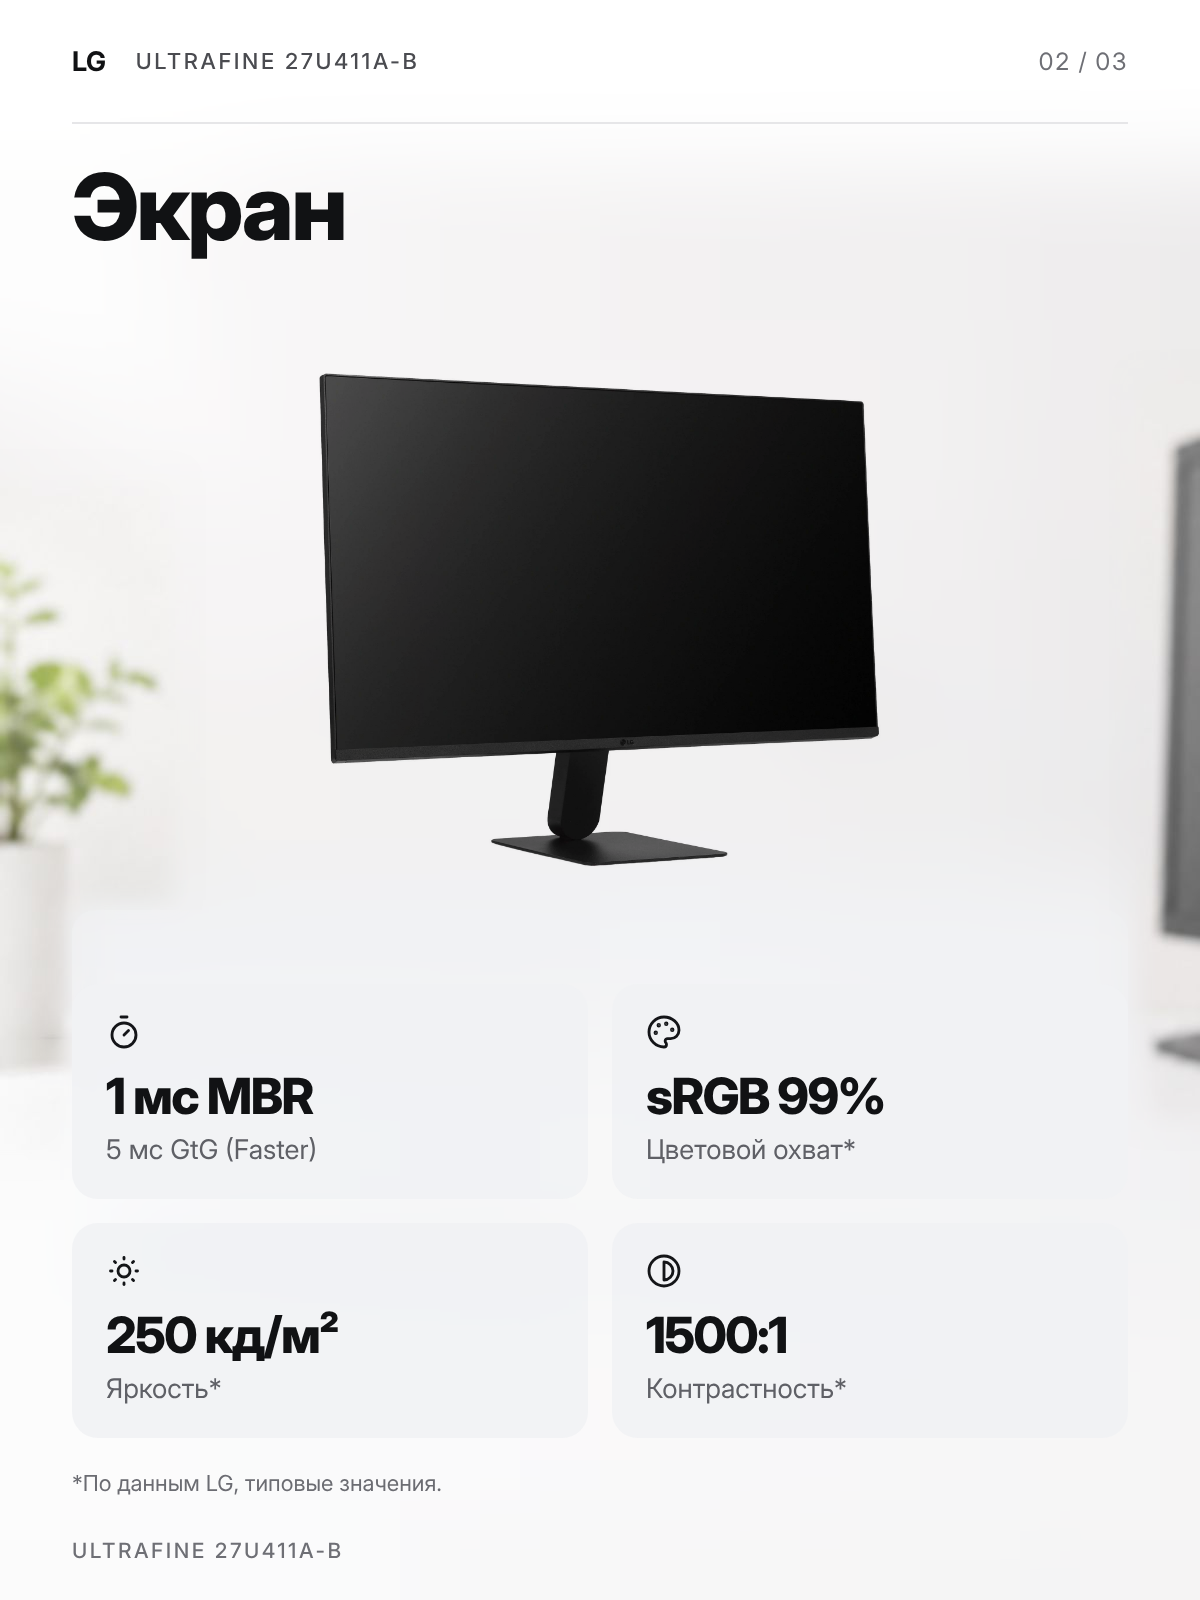 LG ULTRAFINE 27U411A-B 02 / 03
Экран
LG
1 мс MBR
5 мс GtG (Faster)
sRGB 99%
Цветовой охват*
250 кд/м²
Яркость*
1500:1
Контрастность*
*По данным LG, типовые значения.
ULTRAFINE 27U411A-B